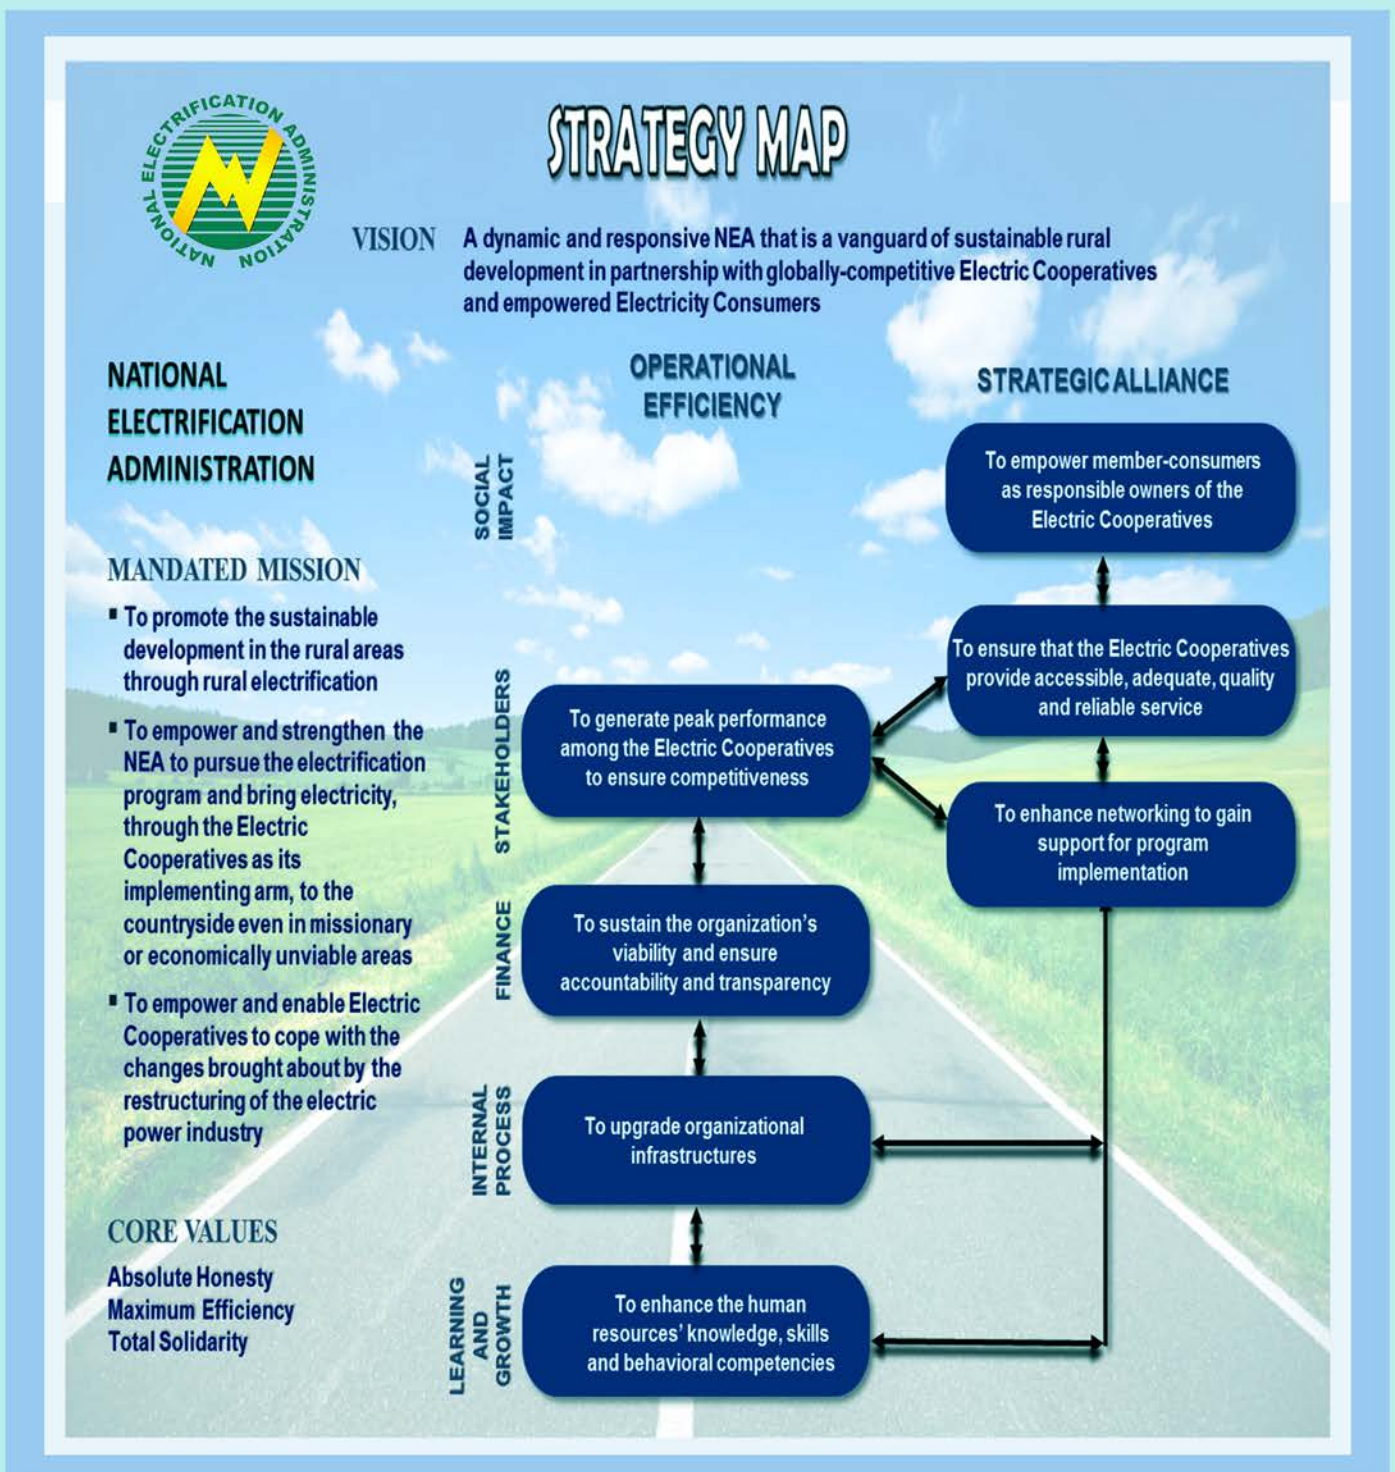 NATIONAL ELECTRIFICATION ADMINISTRATION
STRATEGY MAP
VISION
A dynamic and responsive NEA that is a vanguard of sustainable rural
development in partnership with globally-competitive Electric Cooperatives
and empowered Electricity Consumers
NATIONAL
ELECTRIFICATION
ADMINISTRATION
MANDATED MISSION
▪ To promote the sustainable
development in the rural areas
through rural electrification
▪ To empower and strengthen the
NEA to pursue the electrification
program and bring electricity,
through the Electric
Cooperatives as its
implementing arm, to the
countryside even in missionary
or economically unviable areas
▪ To empower and enable Electric
Cooperatives to cope with the
changes brought about by the
restructuring of the electric
power industry
CORE VALUES
Absolute Honesty
Maximum Efficiency
Total Solidarity
OPERATIONAL
EFFICIENCY
STRATEGIC ALLIANCE
SOCIAL
IMPACT
To empower member-consumers
as responsible owners of the
Electric Cooperatives
STAKEHOLDERS
To generate peak performance
among the Electric Cooperatives
to ensure competitiveness
To ensure that the Electric Cooperatives
provide accessible, adequate, quality
and reliable service
To enhance networking to gain
support for program
implementation
FINANCE
To sustain the organization’s
viability and ensure
accountability and transparency
INTERNAL
PROCESS
To upgrade organizational
infrastructures
LEARNING
AND
GROWTH
To enhance the human
resources’ knowledge, skills
and behavioral competencies